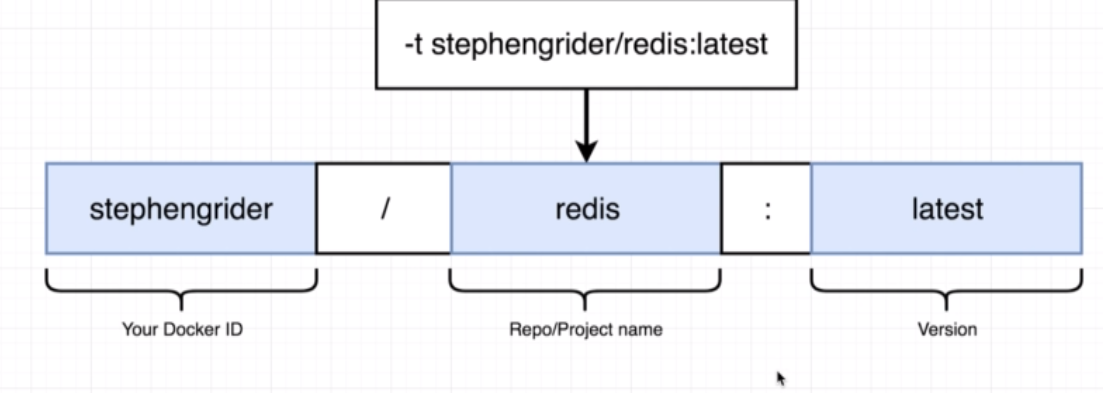 -t stephengrider/redis:latest
stephengrider / redis : latest
Your Docker ID Repo/Project name Version